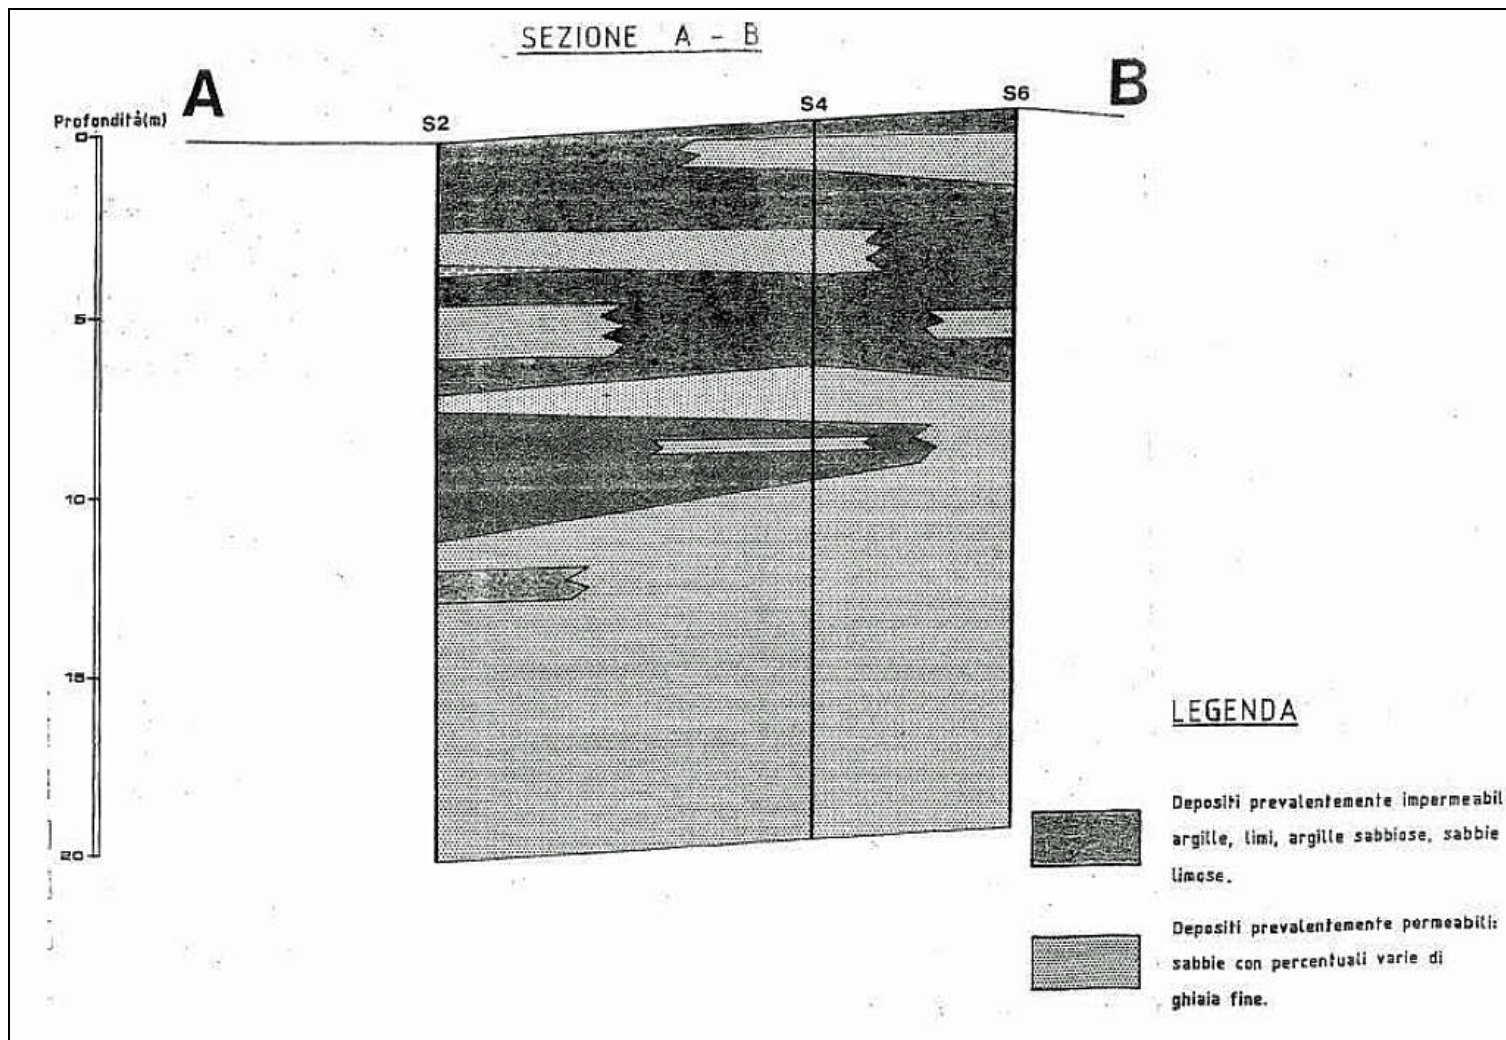 SEZIONE A - B
A
B
Profondità(m)
S2
S4
S6
0
5
10
15
20
LEGENDA
Depositi prevalentemente impermeabil
argille, limi, argille sabbiose, sabbie
limose.
Depositi prevalentemente permeabili:
sabbie con percentuali varie di
ghiaia fine.